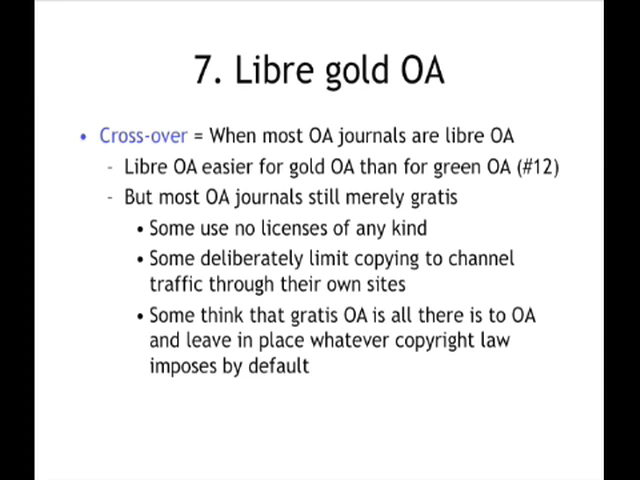 7. Libre gold OA
• Cross-over = When most OA journals are libre OA
- Libre OA easier for gold OA than for green OA (#12)
- But most OA journals still merely gratis
• Some use no licenses of any kind
• Some deliberately limit copying to channel
traffic through their own sites
• Some think that gratis OA is all there is to OA
and leave in place whatever copyright law
imposes by default